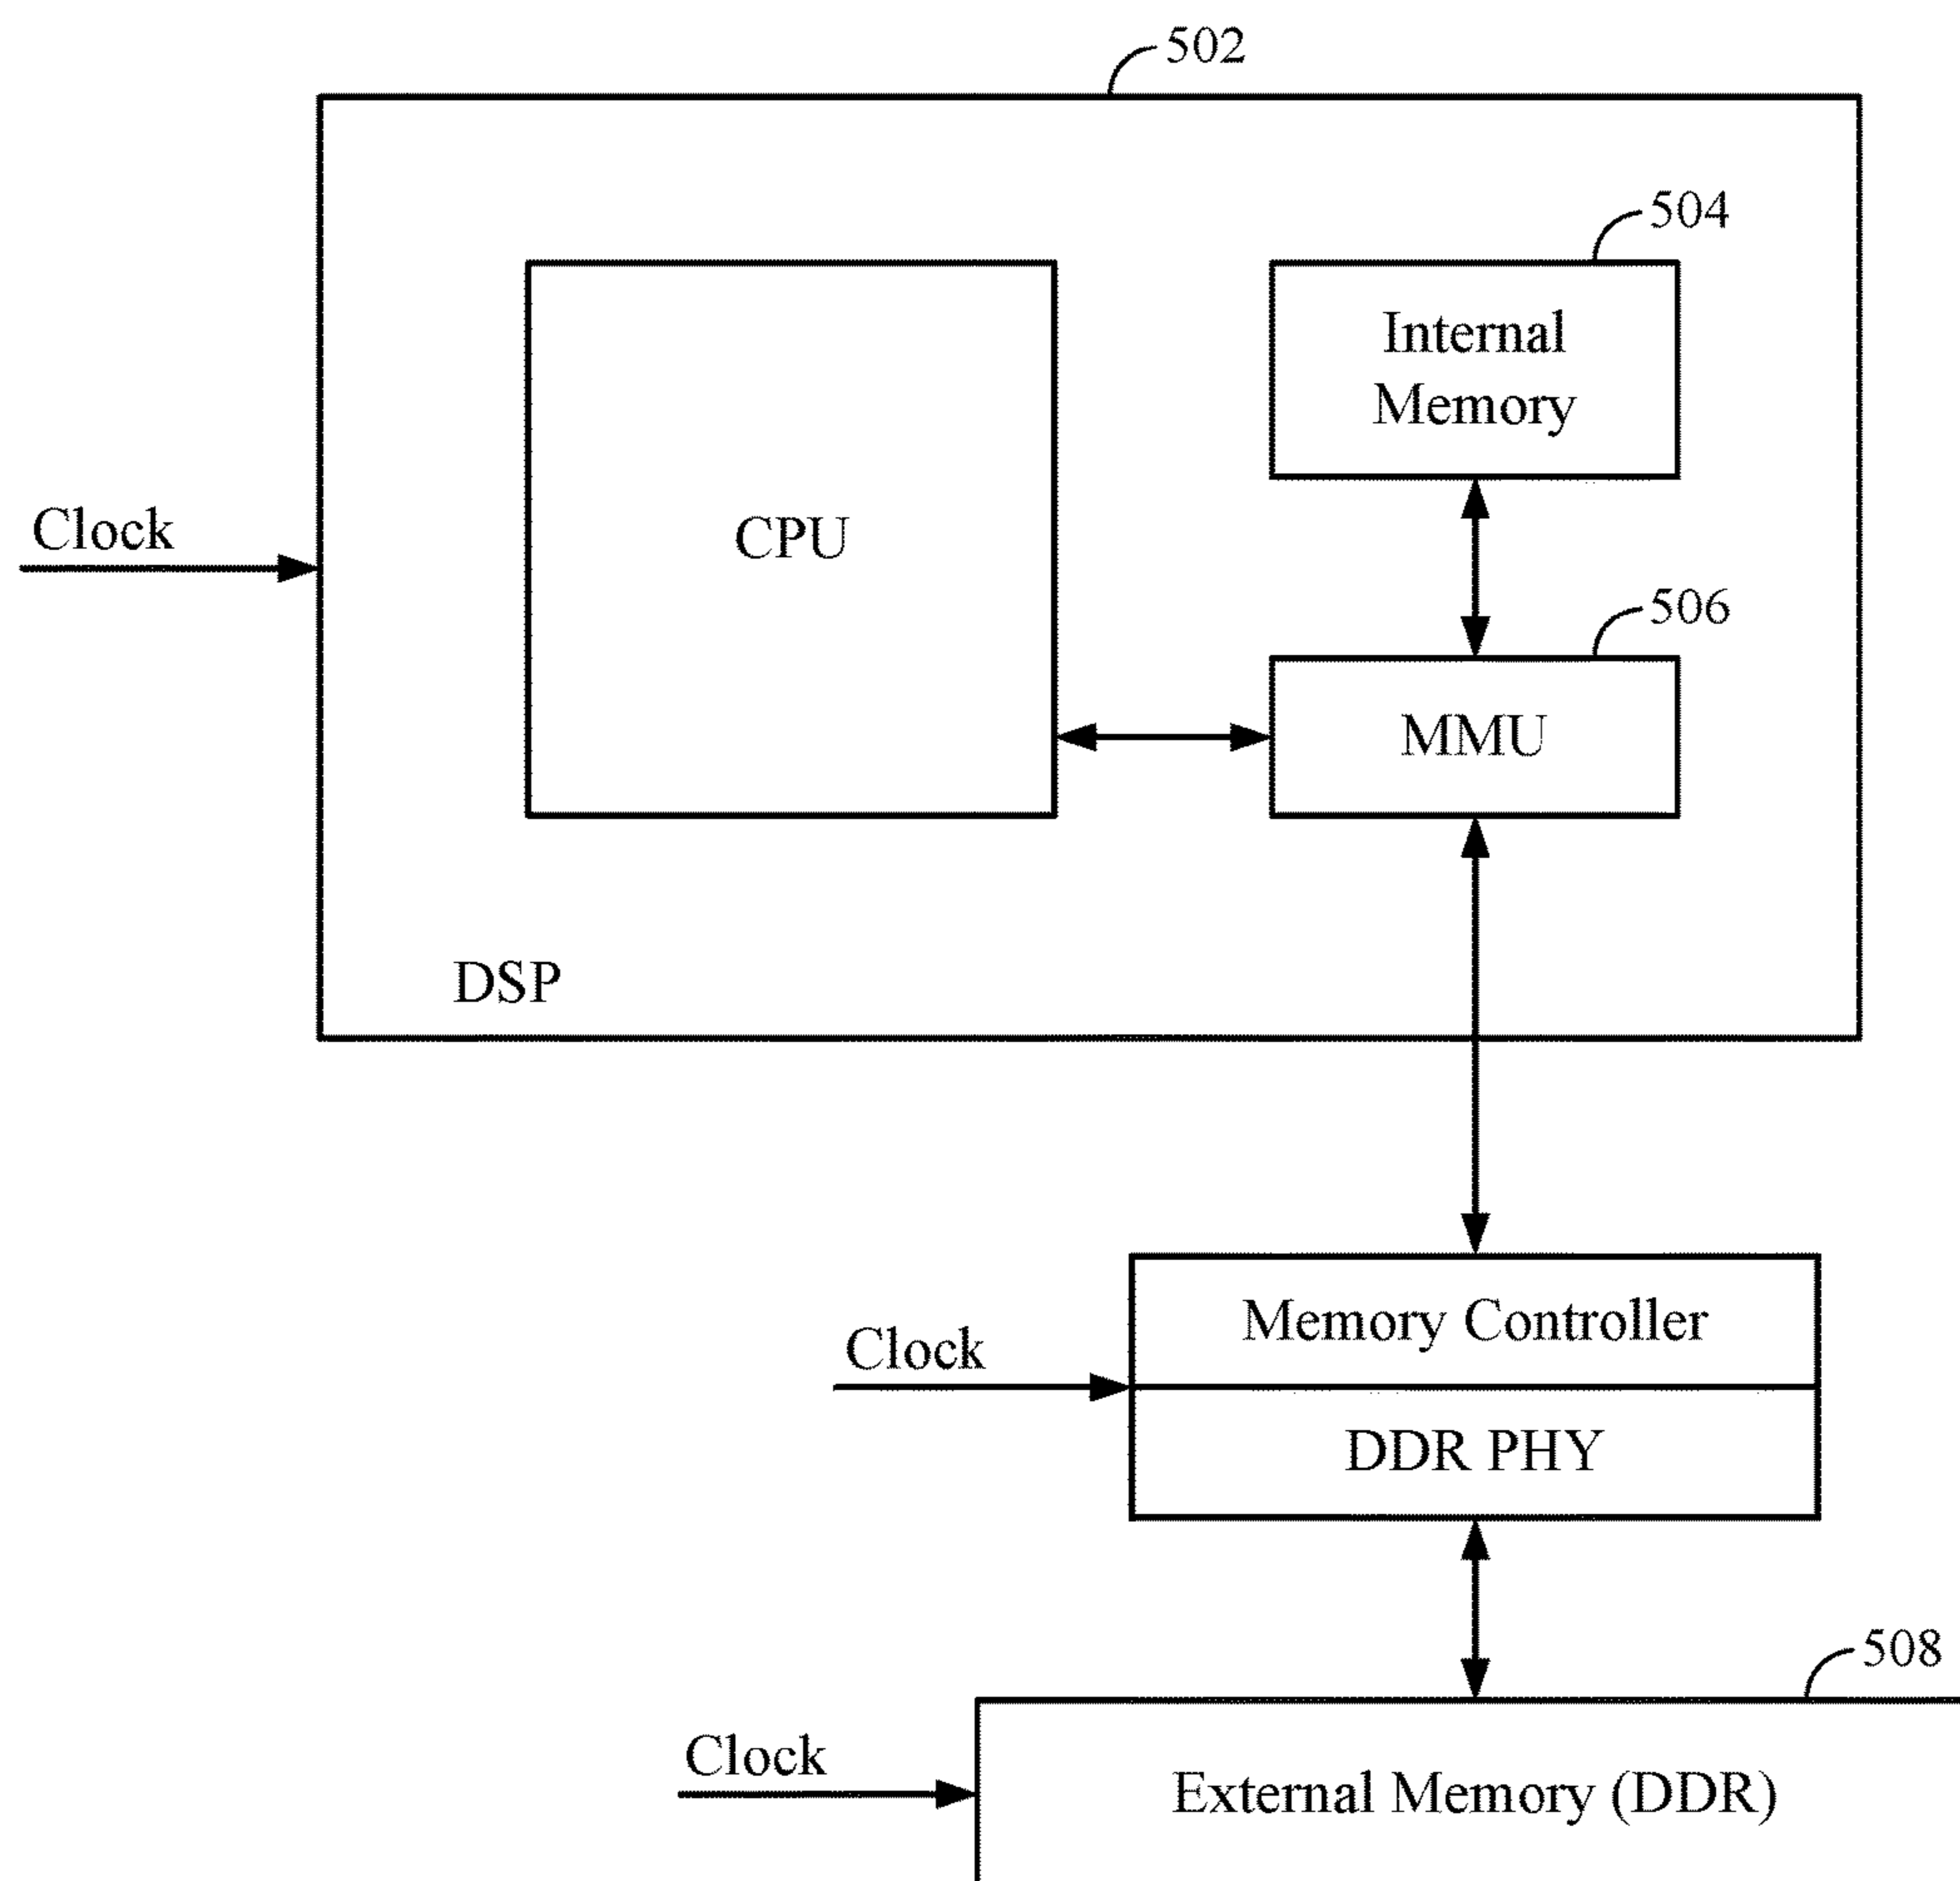 502
504
Internal
Memory
Clock
CPU
506
MMU
DSP
Memory Controller
Clock
DDR PHY
508
Clock
External Memory (DDR)